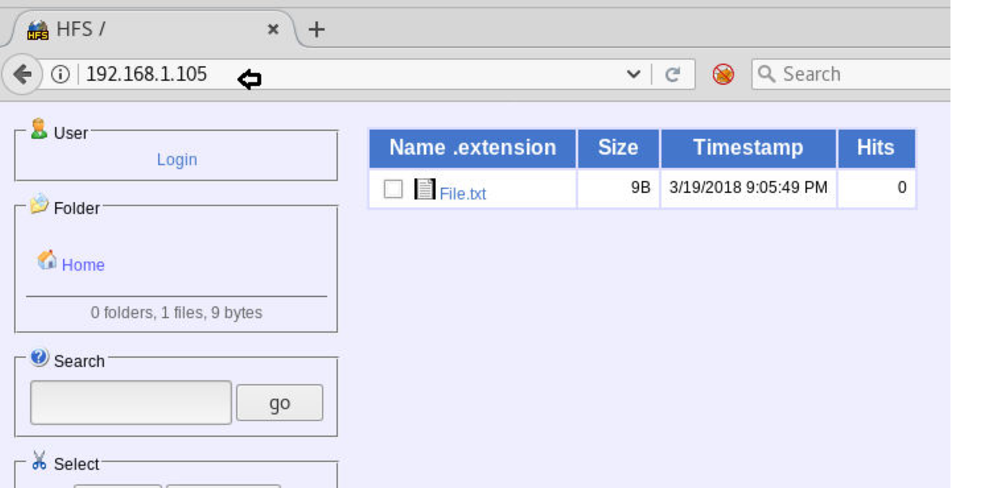 HFS /
192.168.1.105
Search
User
Login
Folder
Home
0 folders, 1 files, 9 bytes
Search
go
Select
Name .extension Size Timestamp Hits
File.txt 9B 3/19/2018 9:05:49 PM 0